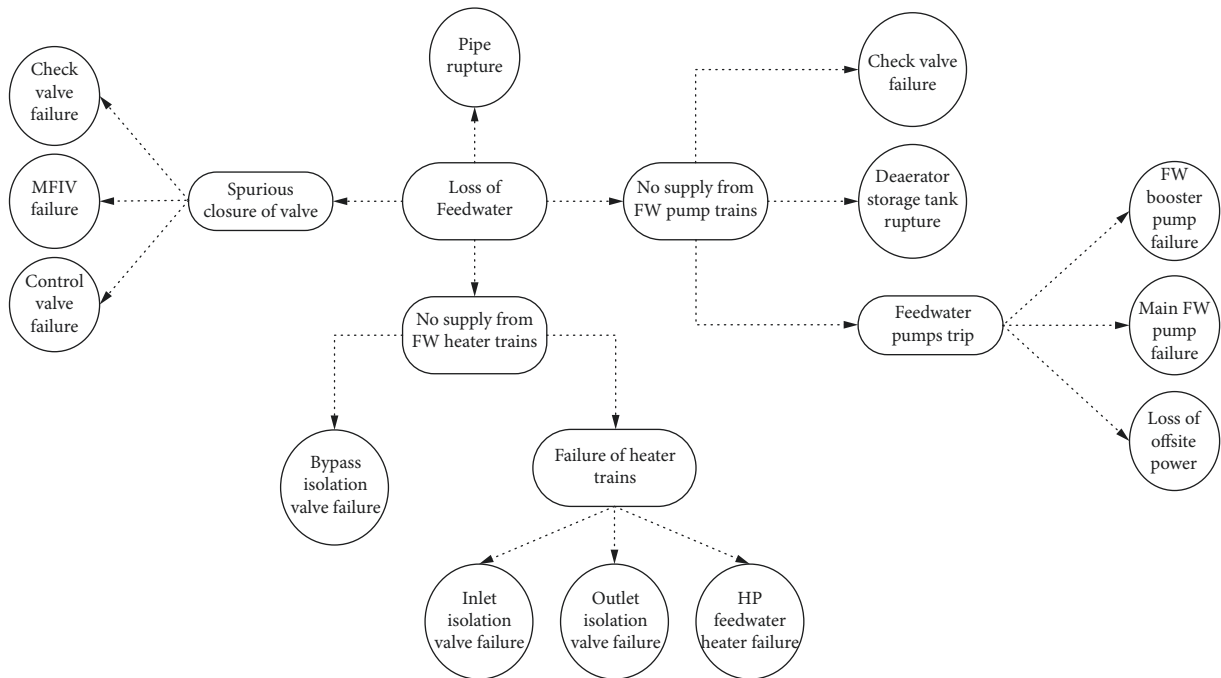 Pipe
rupture
Check
valve
failure
Check valve
failure
MFIV
failure
Spurious
closure of valve
Loss of
Feedwater
No supply from
FW pump trains
Deaerator
storage tank
rupture
FW
booster
pump
failure
Control
valve failure
No supply from
FW heater trains
Feedwater
pumps trip
Main FW
pump
failure
Loss of
offsite
power
Bypass
isolation
valve failure
Failure of heater
trains
Inlet
isolation
valve failure
Outlet
isolation
valve failure
HP
feedwater
heater failure